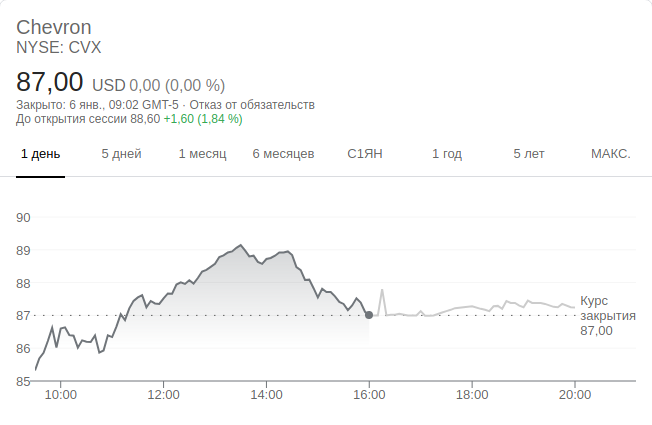 Chevron
NYSE: CVX
87,00 USD 0,00 (0,00 %)
Закрыто: 6 янв., 09:02 GMT-5 · Отказ от обязательств
До открытия сессии 88,60 +1,60 (1,84 %)
1 день 5 дней 1 месяц 6 месяцев С1ЯН 1 год 5 лет МАКС.
90
89
88
87
86
85
Курс
закрытия
87,00
10:00 12:00 14:00 16:00 18:00 20:00